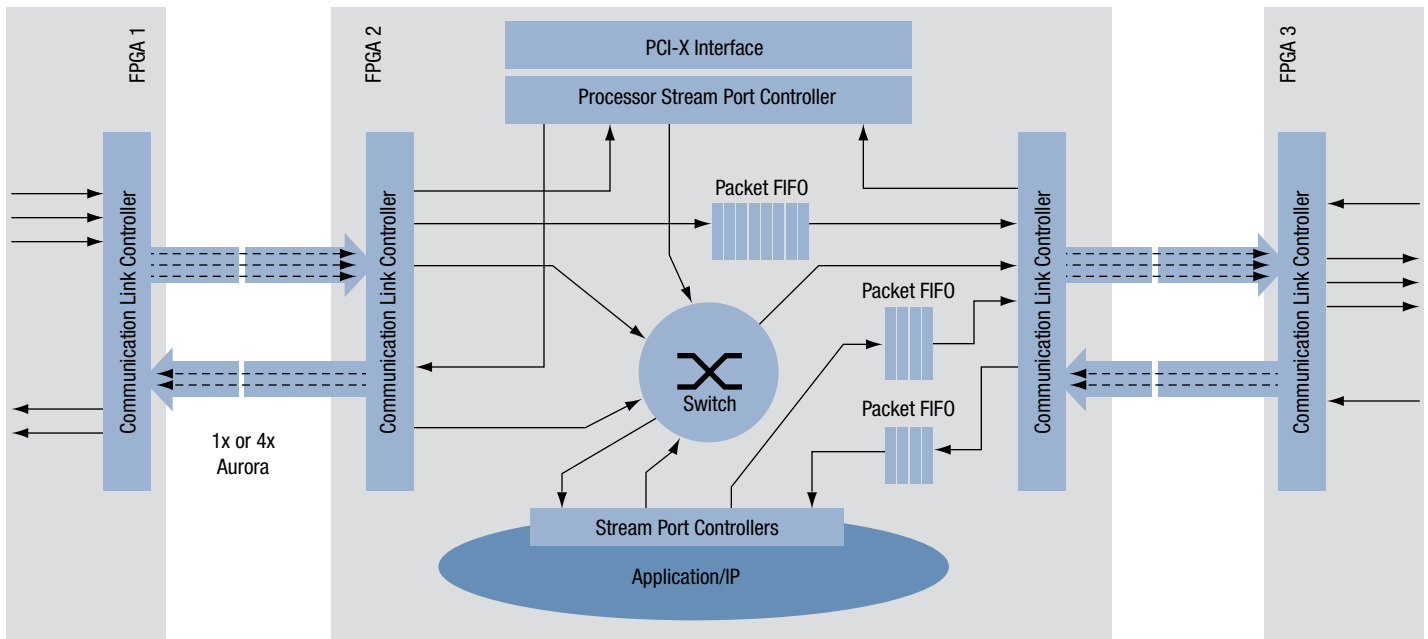 FPGA 1
FPGA 2
FPGA 3
PCI-X Interface
Processor Stream Port Controller
Communication Link Controller
Communication Link Controller
Packet FIFO
Packet FIFO
Packet FIFO
Switch
Communication Link Controller
Communication Link Controller
1x or 4x
Aurora
Stream Port Controllers
Application/IP